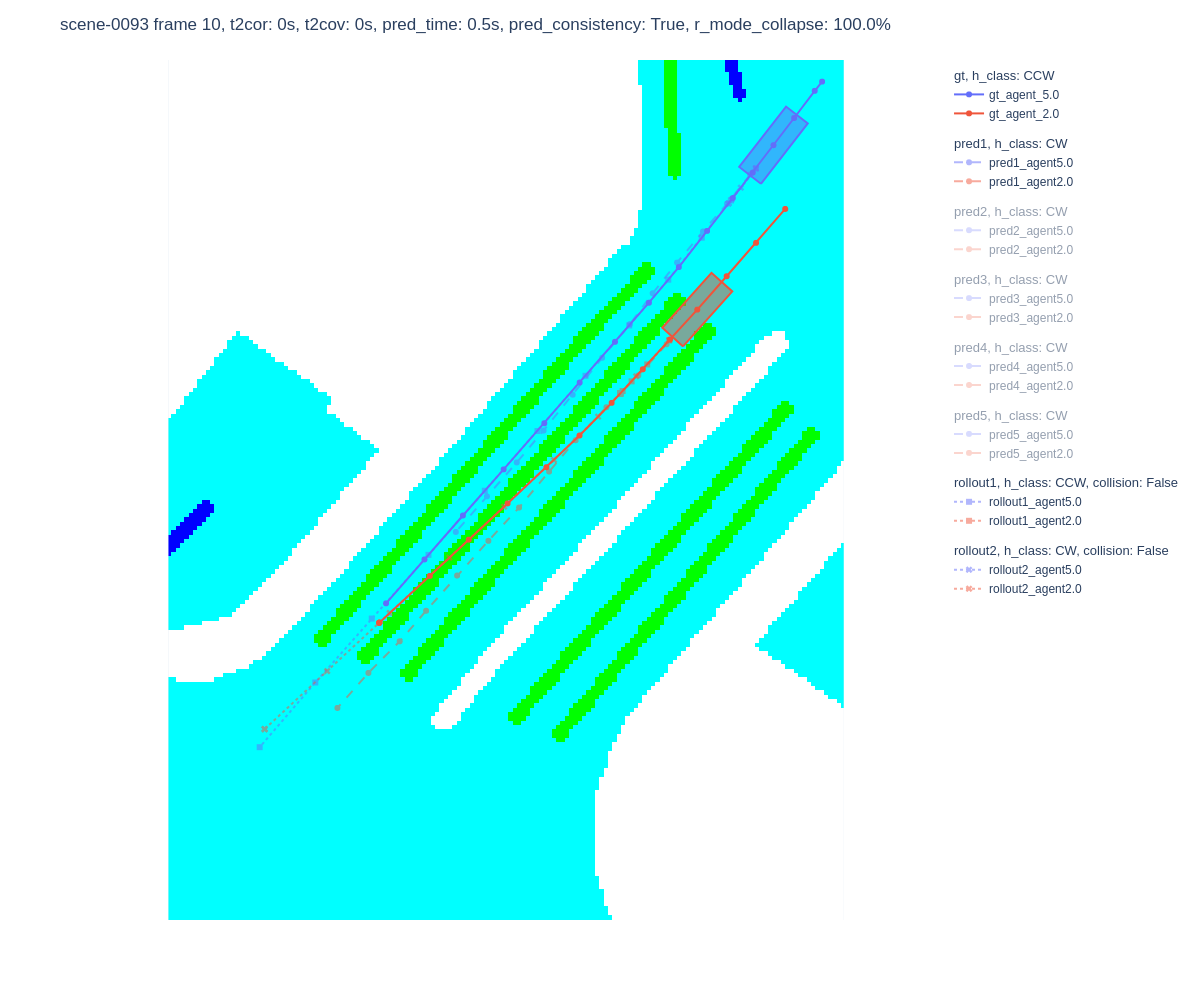 scene-0093 frame 10, t2cor: 0s, t2cov: 0s, pred_time: 0.5s, pred_consistency: True, r_mode_collapse: 100.0%
gt, h_class: CCW
gt_agent_5.0
gt_agent_2.0
pred1, h_class: CW
pred1_agent5.0
pred1_agent2.0
pred2, h_class: CW
pred2_agent5.0
pred2_agent2.0
pred3, h_class: CW
pred3_agent5.0
pred3_agent2.0
pred4, h_class: CW
pred4_agent5.0
pred4_agent2.0
pred5, h_class: CW
pred5_agent5.0
pred5_agent2.0
rollout1, h_class: CCW, collision: False
rollout1_agent5.0
rollout1_agent2.0
rollout2, h_class: CW, collision: False
rollout2_agent5.0
rollout2_agent2.0